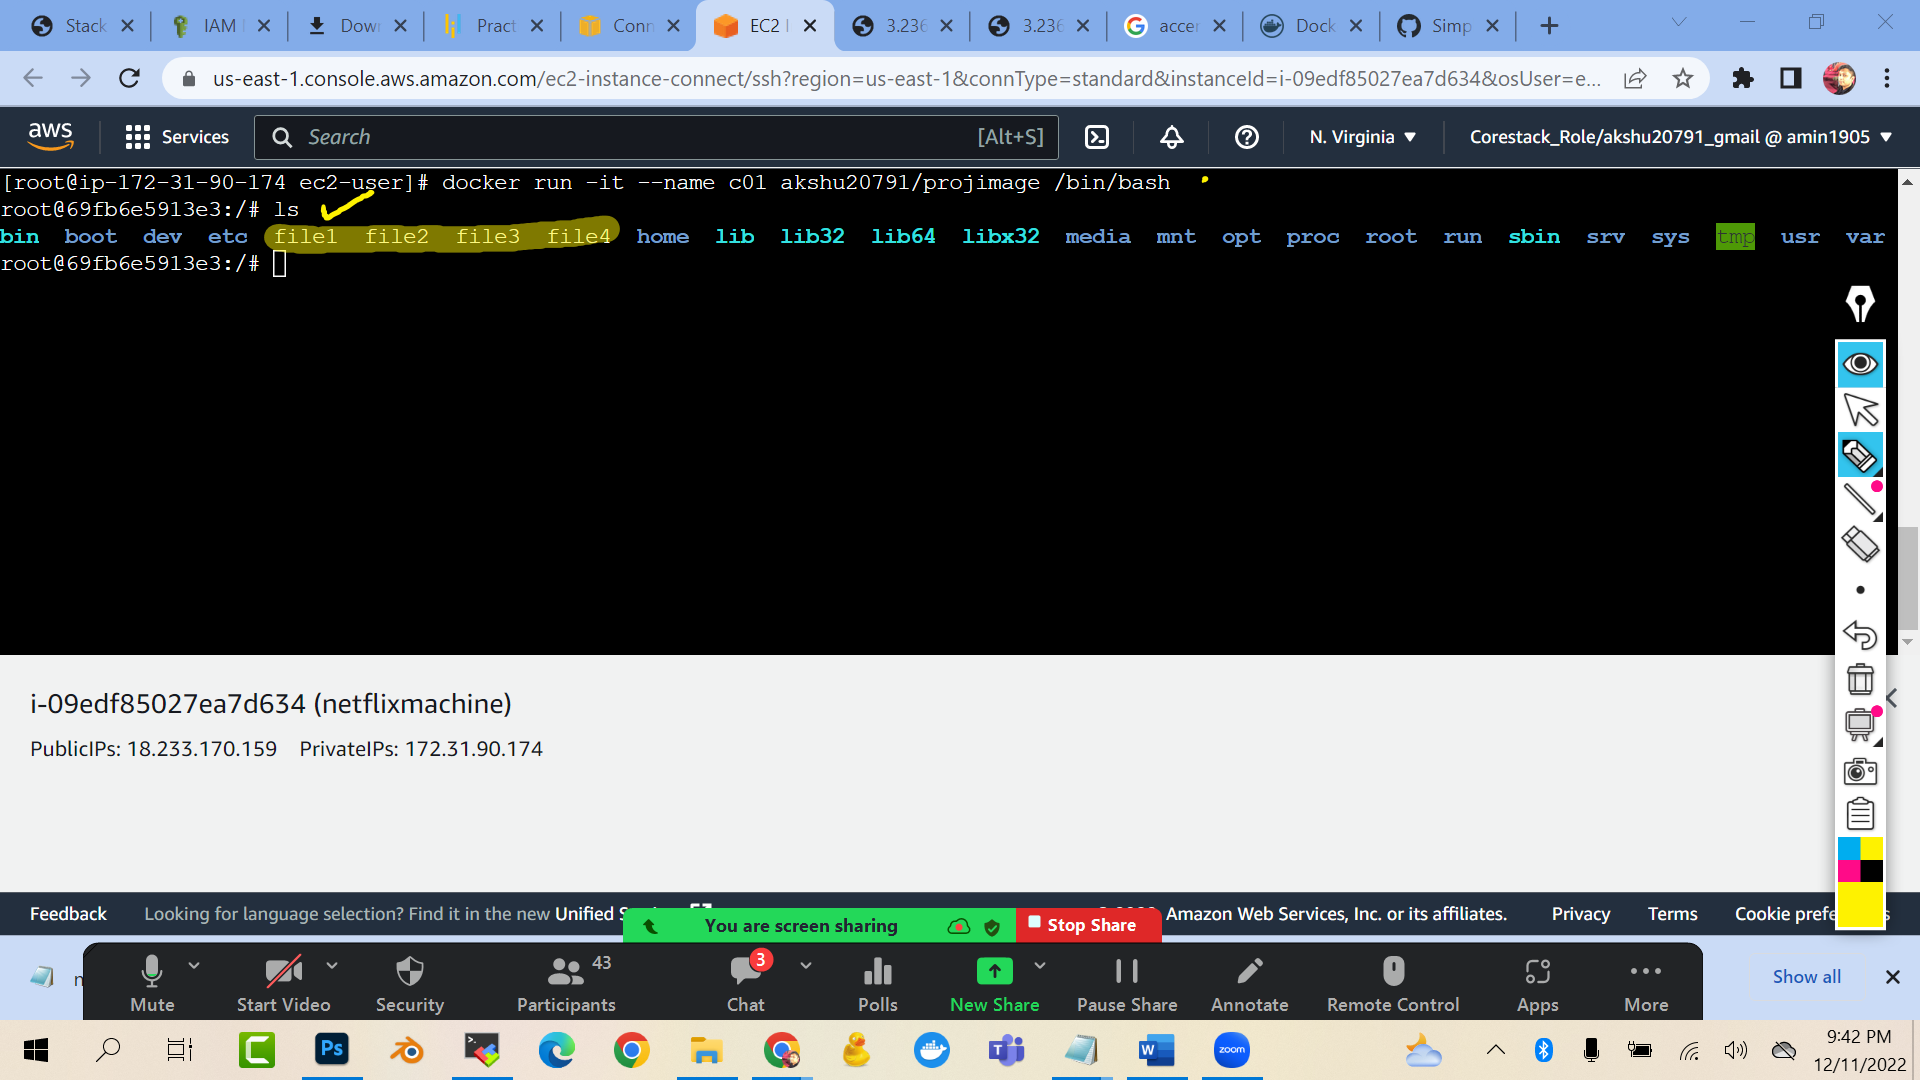 Stack
IAM
Down
Pract
Conn
EC2
3.236
3.236
accer
Dock
Simp
us-east-1.console.aws.amazon.com/ec2-instance-connect/ssh?region=us-east-1&connType=standard&instanceId=i-09edf85027ea7d634&osUser=e...
aws
Services
Search
[Alt+S]
N. Virginia
Corestack_Role/akshu20791_gmail @ amin1905
[root@ip-172-31-90-174 ec2-user]# docker run -it --name c01 akshu20791/projimage /bin/bash
root@69fb6e5913e3:/# ls
bin boot dev etc file1 file2 file3 file4 home lib lib32 lib64 libx32 media mnt opt proc root run sbin srv sys tmp usr var
root@69fb6e5913e3:/#
i-09edf85027ea7d634 (netflixmachine)
PublicIPs: 18.233.170.159 PrivateIPs: 172.31.90.174
Feedback
Looking for language selection? Find it in the new Unified S
Amazon Web Services, Inc. or its affiliates.
Privacy
Terms
Cookie prefe
You are screen sharing
Stop Share
Mute
Start Video
Security
43
Participants
3
Chat
Polls
New Share
Pause Share
Annotate
Remote Control
Apps
More
Show all
Ps
W
zoom
9:42 PM
12/11/2022